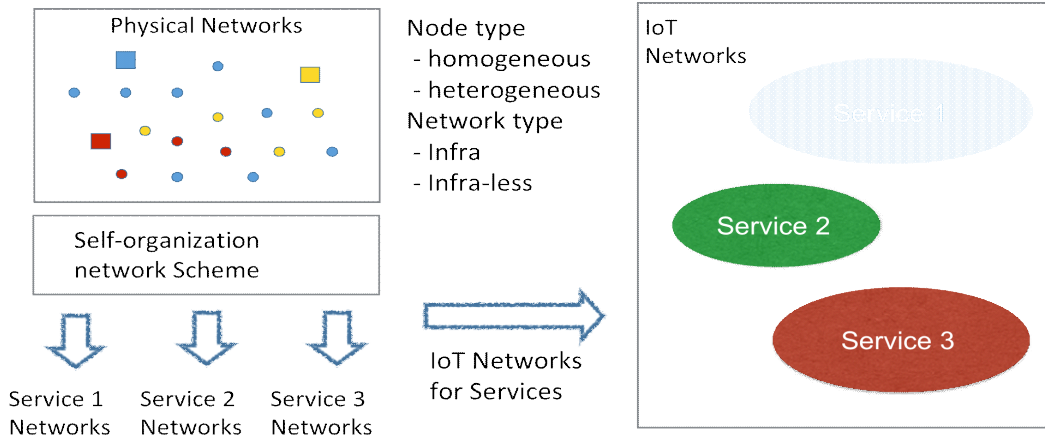 Physical Networks
Node type
- homogeneous
- heterogeneous
Network type
- Infra
- Infra-less
Self-organization
network Scheme
Service 1
Networks
Service 2
Networks
Service 3
Networks
IoT Networks
for Services
IoT
Networks
Service 1
Service 2
Service 3